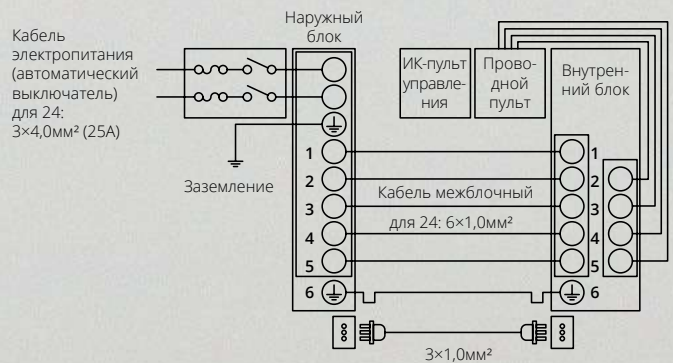 Кабель
электропитания
(автоматический
выключатель)
для 24:
3×4,0мм² (25А)
Наружный
блок
Заземление
1
2
3
4
5
6
ИК-пульт
управле-
ния
Прово-
дной
пульт
Внутрен-
ний блок
Кабель межблочный
для 24: 6×1,0мм²
1
2
3
4
5
6
3×1,0мм²